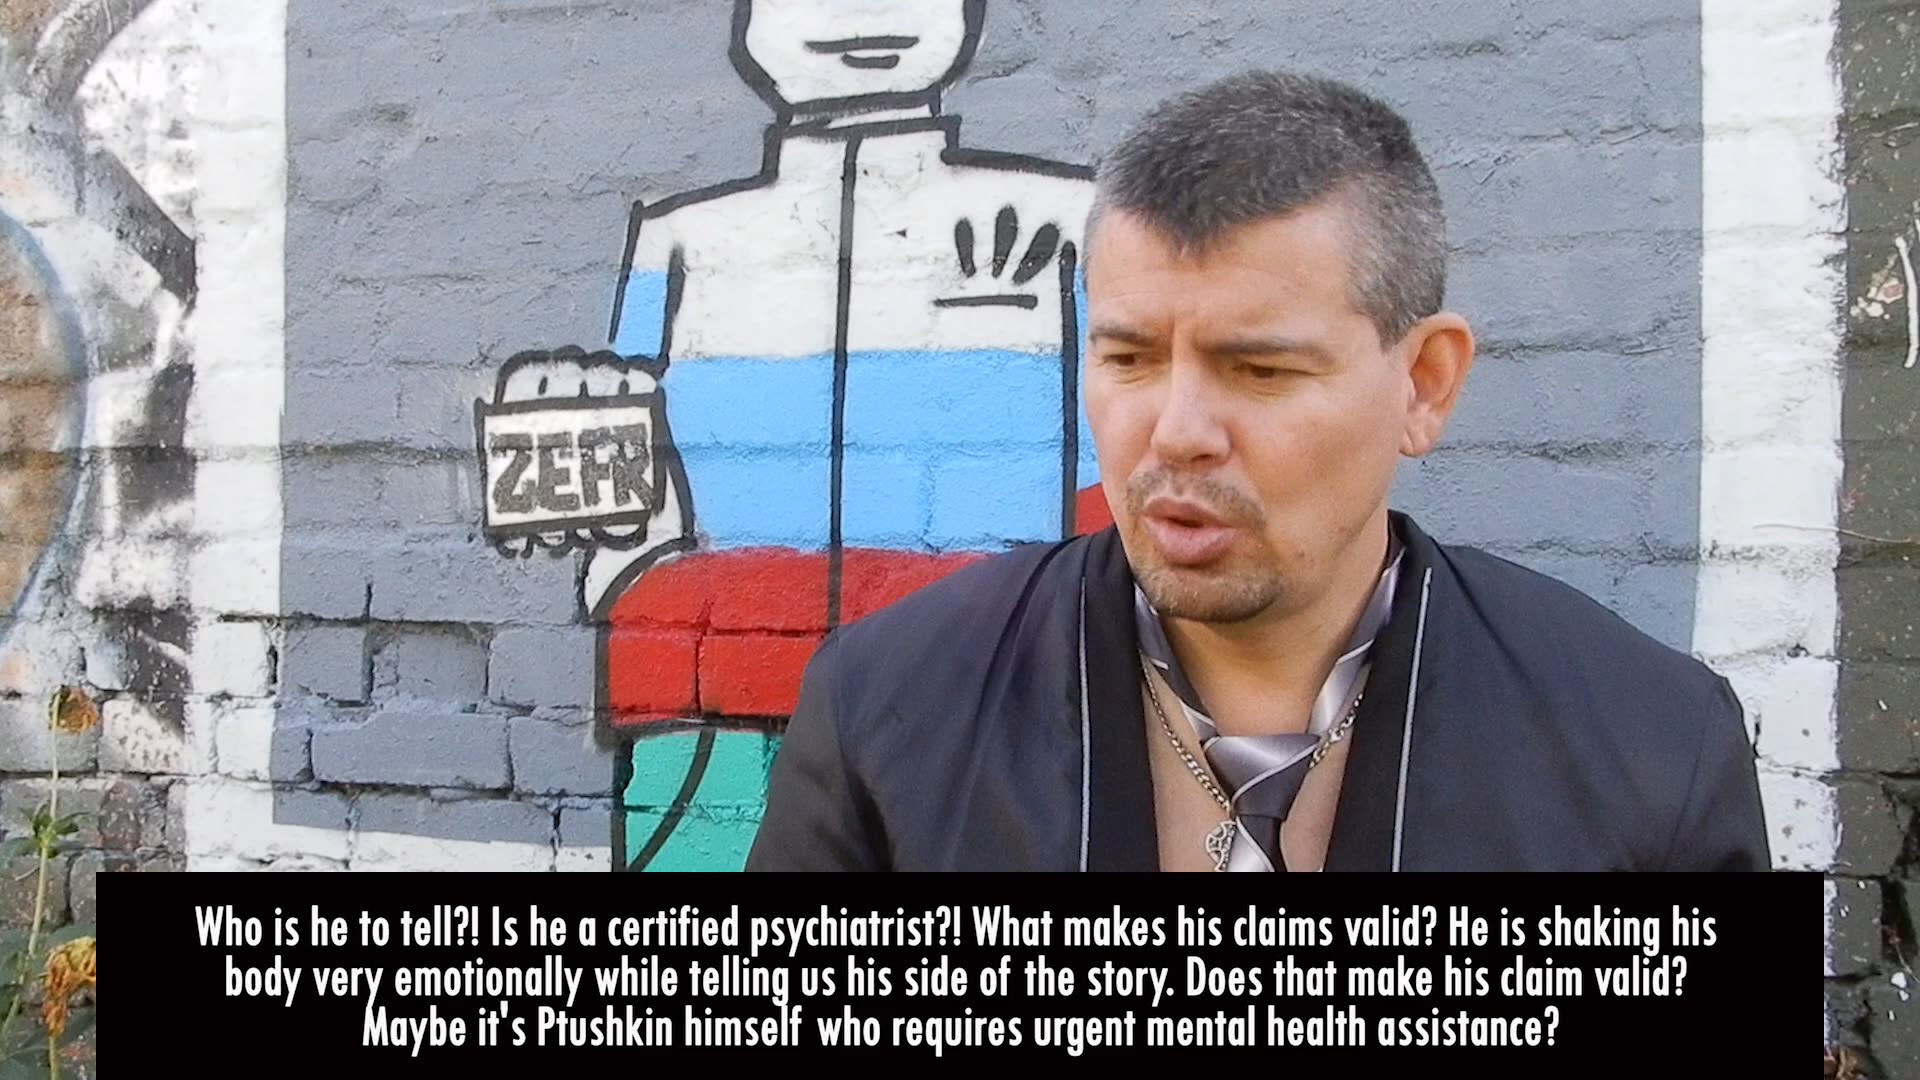 ZEFR
Who is he to tell?! Is he a certified psychiatrist?! What makes his claims valid? He is shaking his
body very emotionally while telling us his side of the story. Does that make his claim valid?
Maybe it's Ptushkin himself who requires urgent mental health assistance?